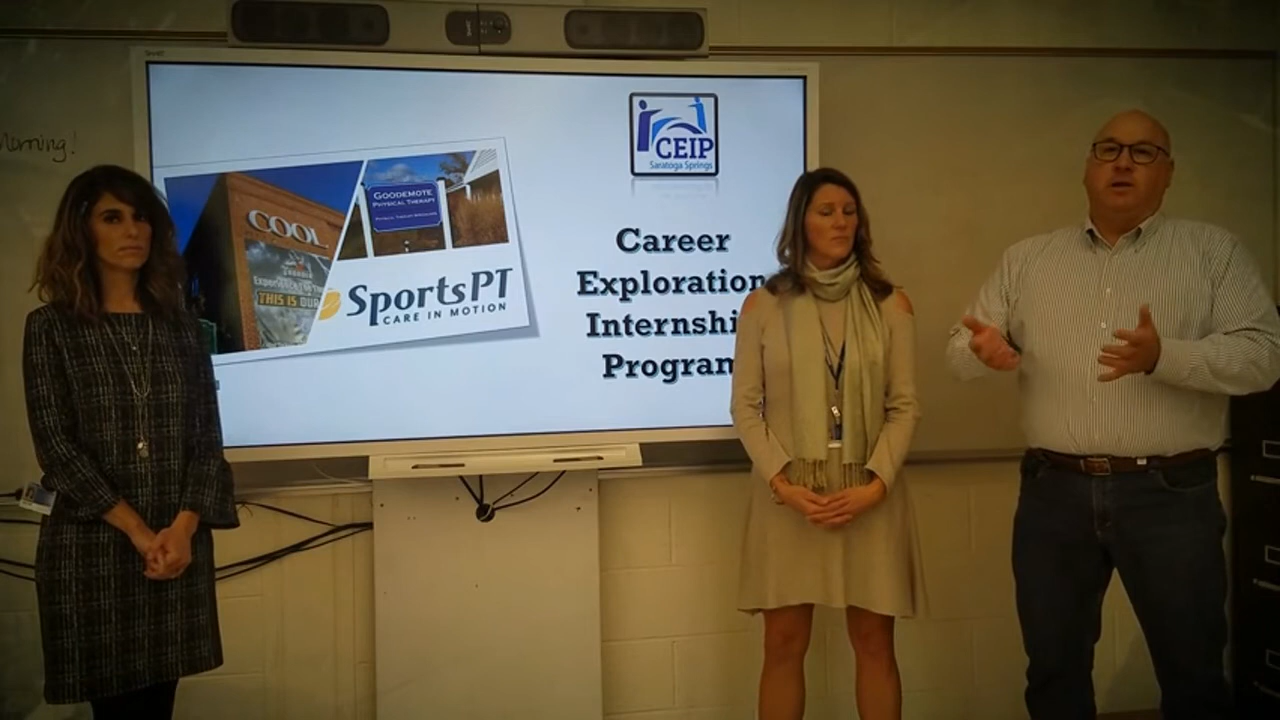 Morning!
CEIP
Saratoga Springs
GOODEMOTE
PHYSICAL THERAPY
COOL
THIS IS OUR
SportsPT
CARE IN MOTION
Career
Exploration
Internshi
Program